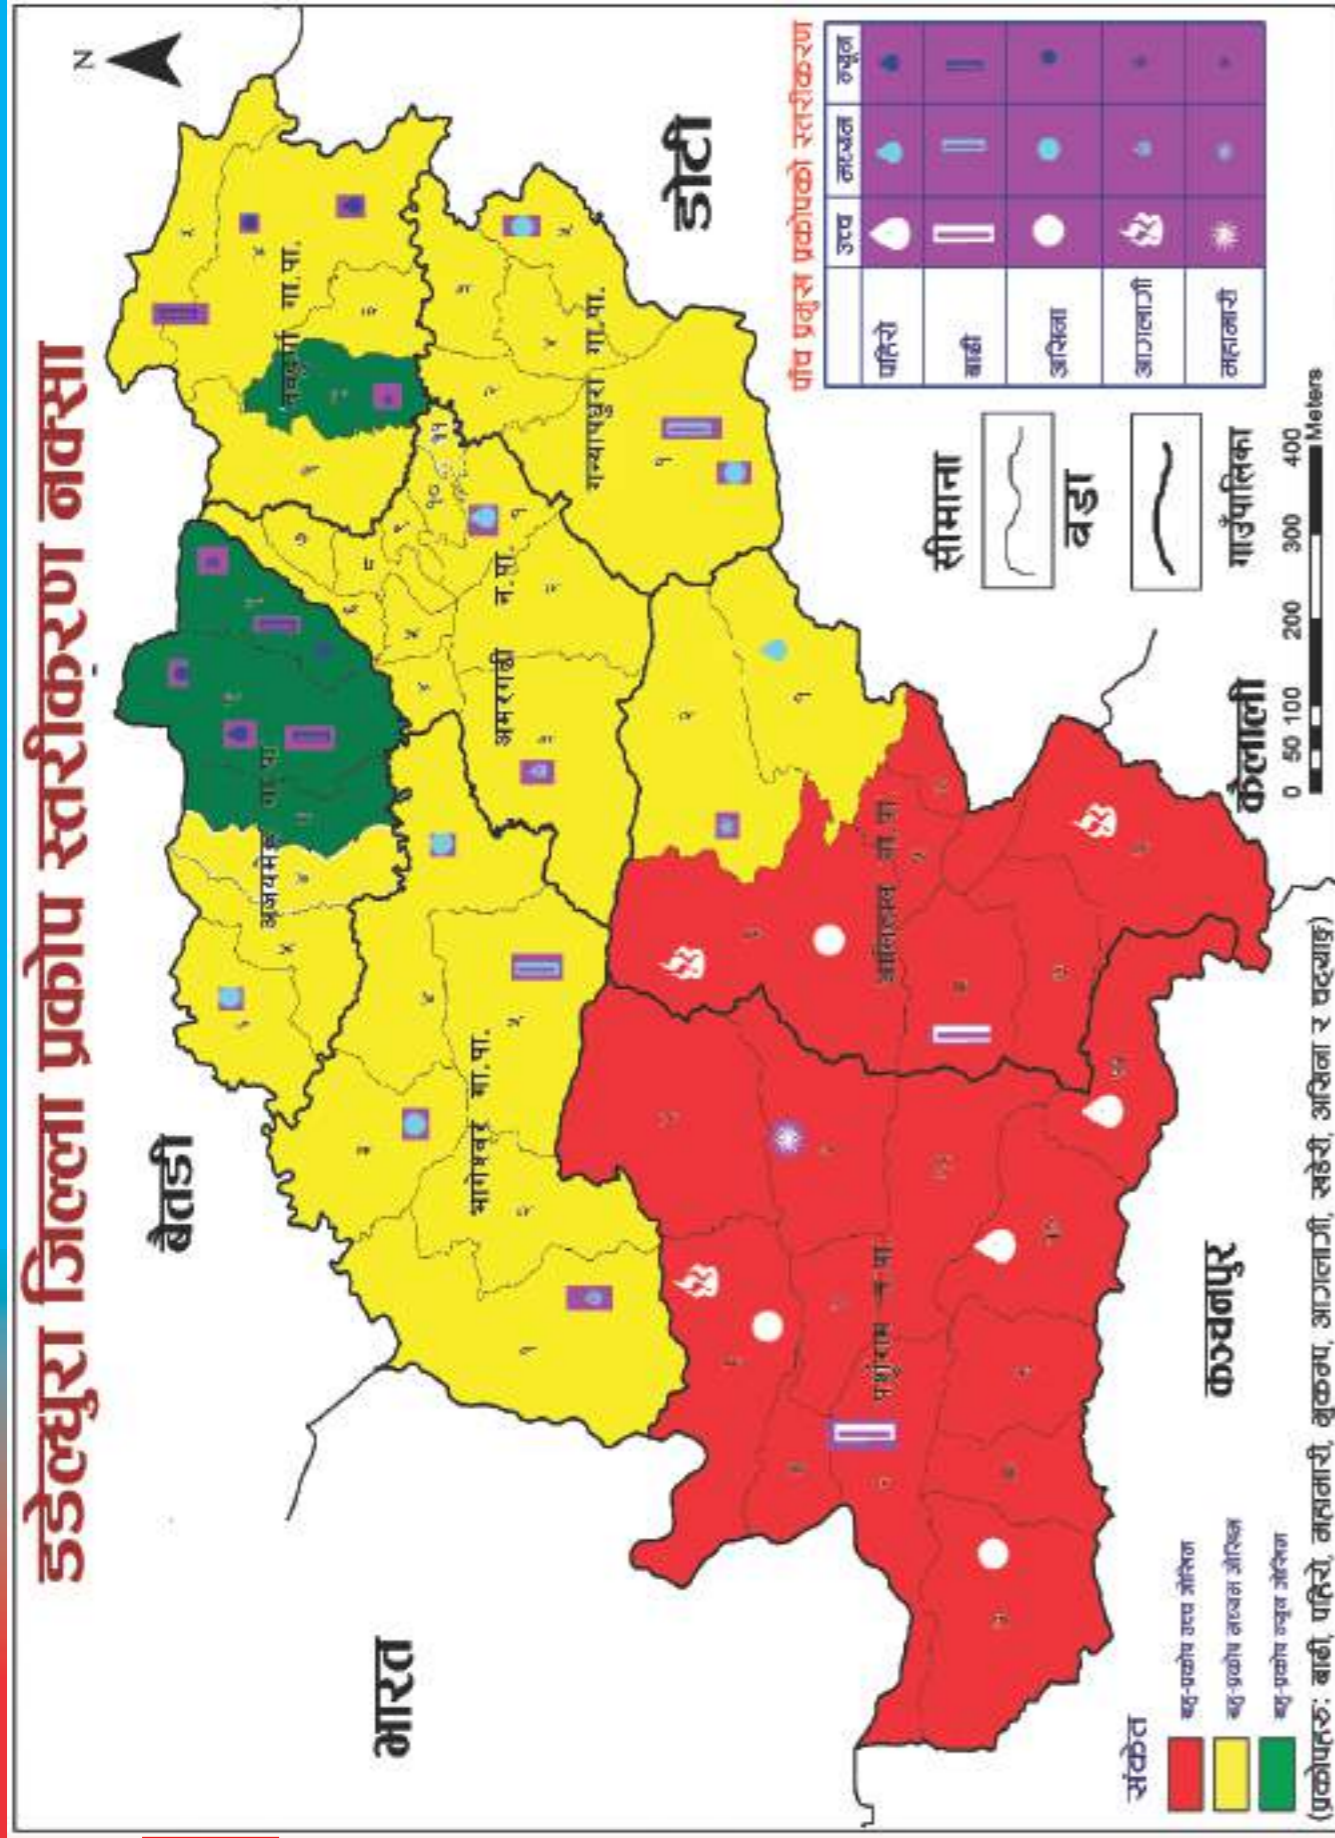 डडेल्धुरा जिल्ला प्रकोप स्तरीकरण नक्सा
N
बैतडी
डोटी
भारत
कञ्चनपुर
कैलाली
नवदुर्गा गा.पा.
गन्यापधुरा गा.पा.
अमरगढी न.पा.
अजयमेरु गा.पा
भागेश्वर गा.पा.
आलिताल गा.पा.
पर्शुराम न.पा.
पांच प्रमुख प्रकोपको स्तरीकरण
उच्च मध्यम न्यून
पहिरो
बाढी
असिना
आगलागी
महामारी
सीमाना
वडा
गाउँपालिका
0 50 100 200 300 400
Meters
संकेत
बहु-प्रकोप उच्च जोखिम
बहु-प्रकोप मध्यम जोखिम
बहु-प्रकोप न्यून जोखिम
(प्रकोपहरु: बाढी, पहिरो, महामारी, भुकम्प, आगलागी, खडेरी, असिना र चट्याङ्ग)